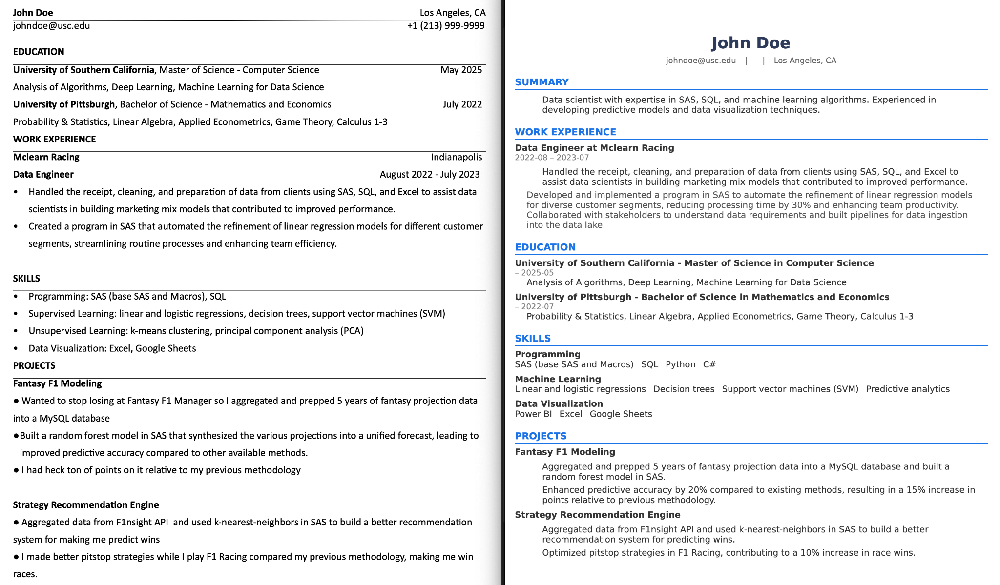 John Doe Los Angeles, CA
johndoe@usc.edu +1 (213) 999-9999
EDUCATION
University of Southern California, Master of Science - Computer Science May 2025
Analysis of Algorithms, Deep Learning, Machine Learning for Data Science
University of Pittsburgh, Bachelor of Science - Mathematics and Economics July 2022
Probability & Statistics, Linear Algebra, Applied Econometrics, Game Theory, Calculus 1-3
WORK EXPERIENCE
Mclearn Racing Indianapolis
Data Engineer August 2022 - July 2023
• Handled the receipt, cleaning, and preparation of data from clients using SAS, SQL, and Excel to assist data
scientists in building marketing mix models that contributed to improved performance.
• Created a program in SAS that automated the refinement of linear regression models for different customer
segments, streamlining routine processes and enhancing team efficiency.
SKILLS
• Programming: SAS (base SAS and Macros), SQL
• Supervised Learning: linear and logistic regressions, decision trees, support vector machines (SVM)
• Unsupervised Learning: k-means clustering, principal component analysis (PCA)
• Data Visualization: Excel, Google Sheets
PROJECTS
Fantasy F1 Modeling
● Wanted to stop losing at Fantasy F1 Manager so I aggregated and prepped 5 years of fantasy projection data
into a MySQL database
●Built a random forest model in SAS that synthesized the various projections into a unified forecast, leading to
improved predictive accuracy compared to other available methods.
● I had heck ton of points on it relative to my previous methodology
Strategy Recommendation Engine
● Aggregated data from F1nsight API  and used k-nearest-neighbors in SAS to build a better recommendation
system for making me predict wins
● I made better pitstop strategies while I play F1 Racing compared my previous methodology, making me win
races.
John Doe
johndoe@usc.edu | | Los Angeles, CA
SUMMARY
Data scientist with expertise in SAS, SQL, and machine learning algorithms. Experienced in
developing predictive models and data visualization techniques.
WORK EXPERIENCE
Data Engineer at Mclearn Racing
2022-08 – 2023-07
Handled the receipt, cleaning, and preparation of data from clients using SAS, SQL, and Excel to
assist data scientists in building marketing mix models that contributed to improved performance.
Developed and implemented a program in SAS to automate the refinement of linear regression models
for diverse customer segments, reducing processing time by 30% and enhancing team productivity.
Collaborated with stakeholders to understand data requirements and built pipelines for data ingestion
into the data lake.
EDUCATION
University of Southern California - Master of Science in Computer Science
– 2025-05
Analysis of Algorithms, Deep Learning, Machine Learning for Data Science
University of Pittsburgh - Bachelor of Science in Mathematics and Economics
– 2022-07
Probability & Statistics, Linear Algebra, Applied Econometrics, Game Theory, Calculus 1-3
SKILLS
Programming
SAS (base SAS and Macros) SQL Python C#
Machine Learning
Linear and logistic regressions Decision trees Support vector machines (SVM) Predictive analytics
Data Visualization
Power BI Excel Google Sheets
PROJECTS
Fantasy F1 Modeling
Aggregated and prepped 5 years of fantasy projection data into a MySQL database and built a
random forest model in SAS.
Enhanced predictive accuracy by 20% compared to existing methods, resulting in a 15% increase in
points relative to previous methodology.
Strategy Recommendation Engine
Aggregated data from F1nsight API and used k-nearest-neighbors in SAS to build a better
recommendation system for predicting wins.
Optimized pitstop strategies in F1 Racing, contributing to a 10% increase in race wins.